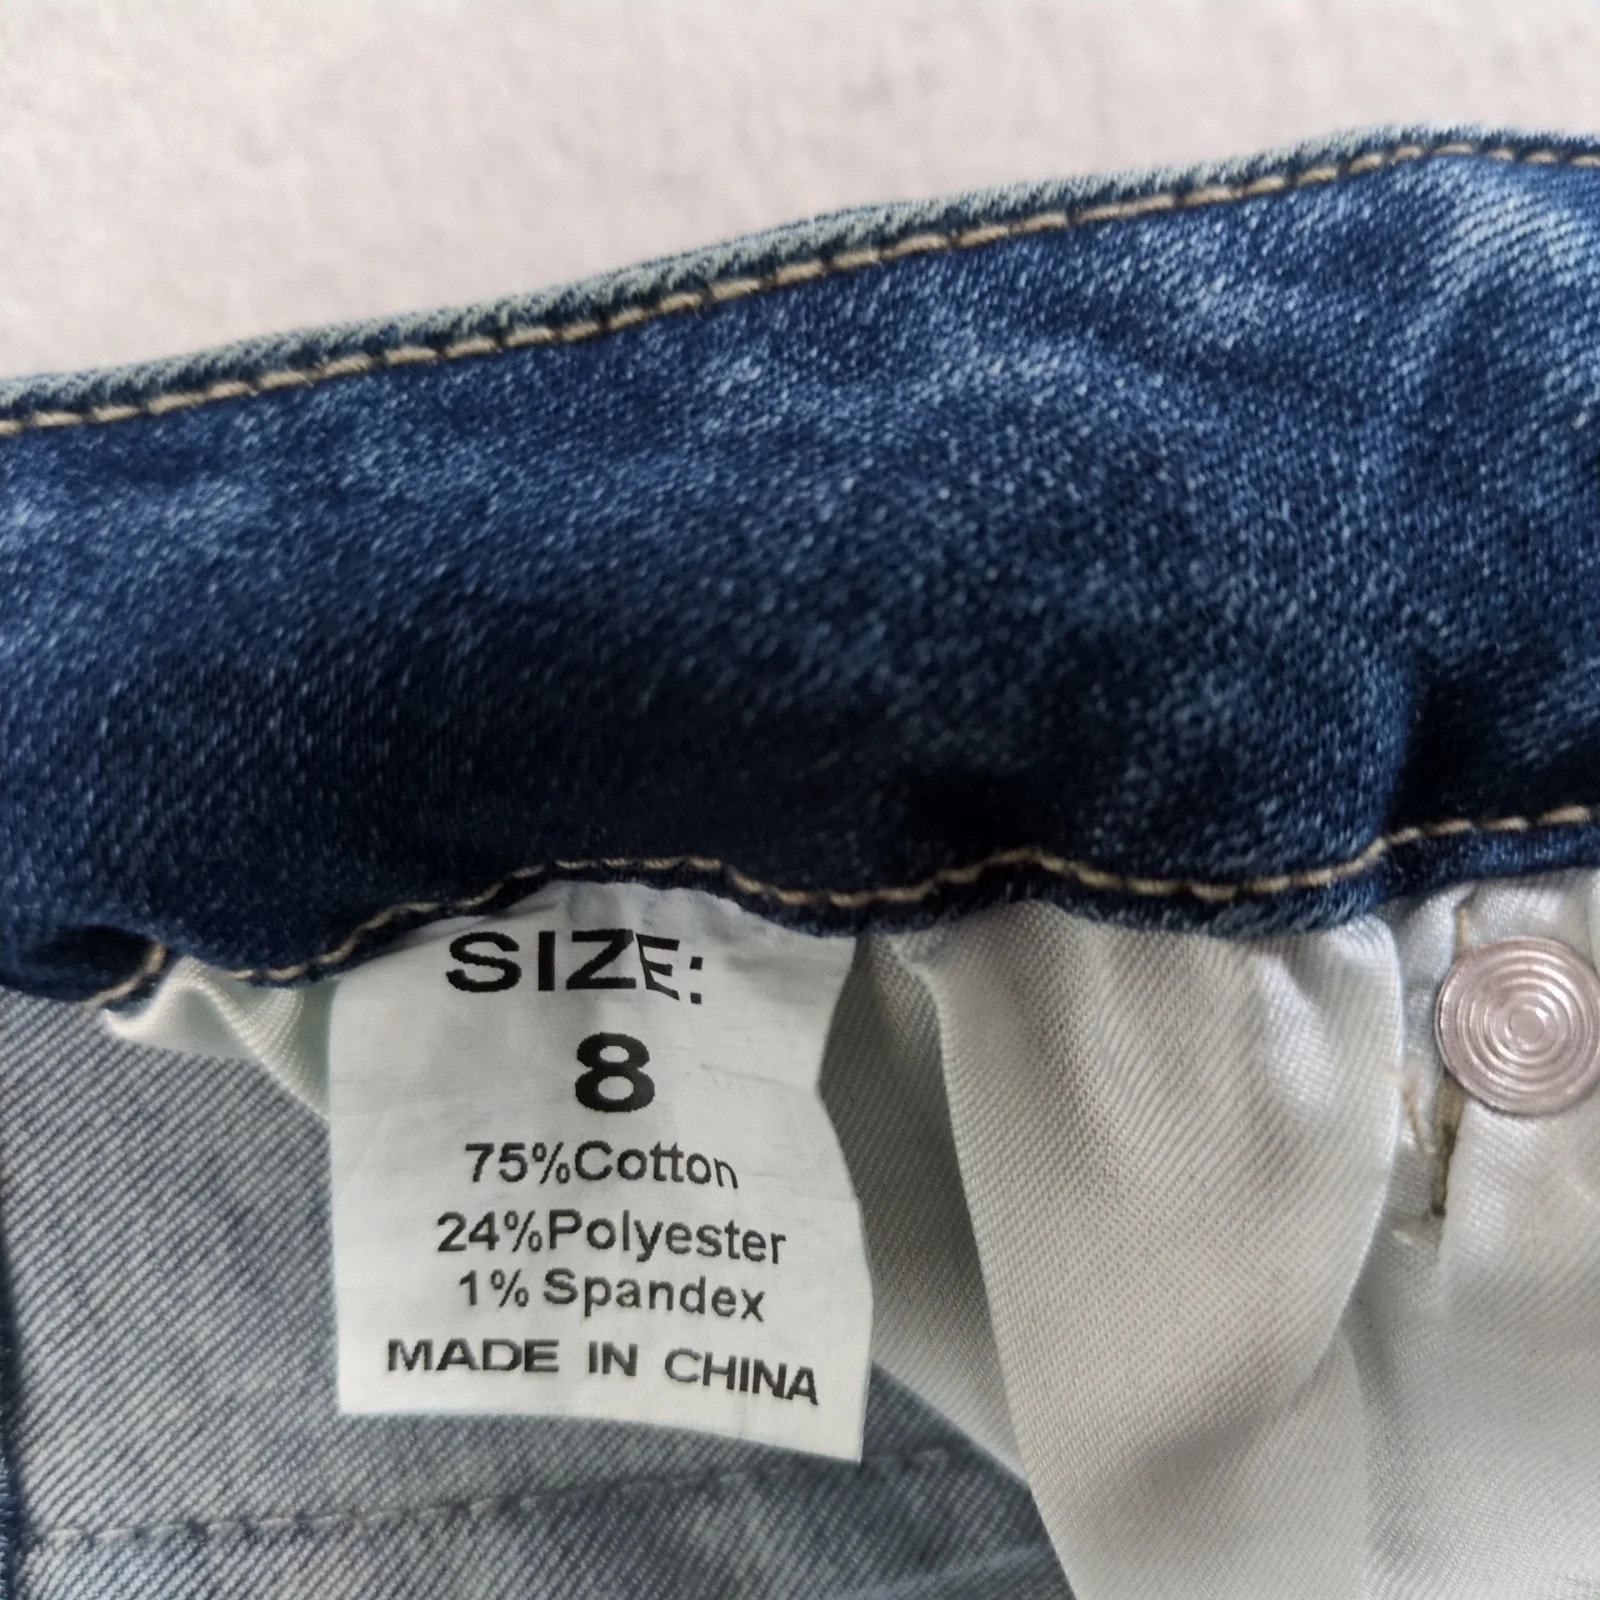 SIZE:
8
75%Cotton
24%Polyester
1% Spandex
MADE IN CHINA